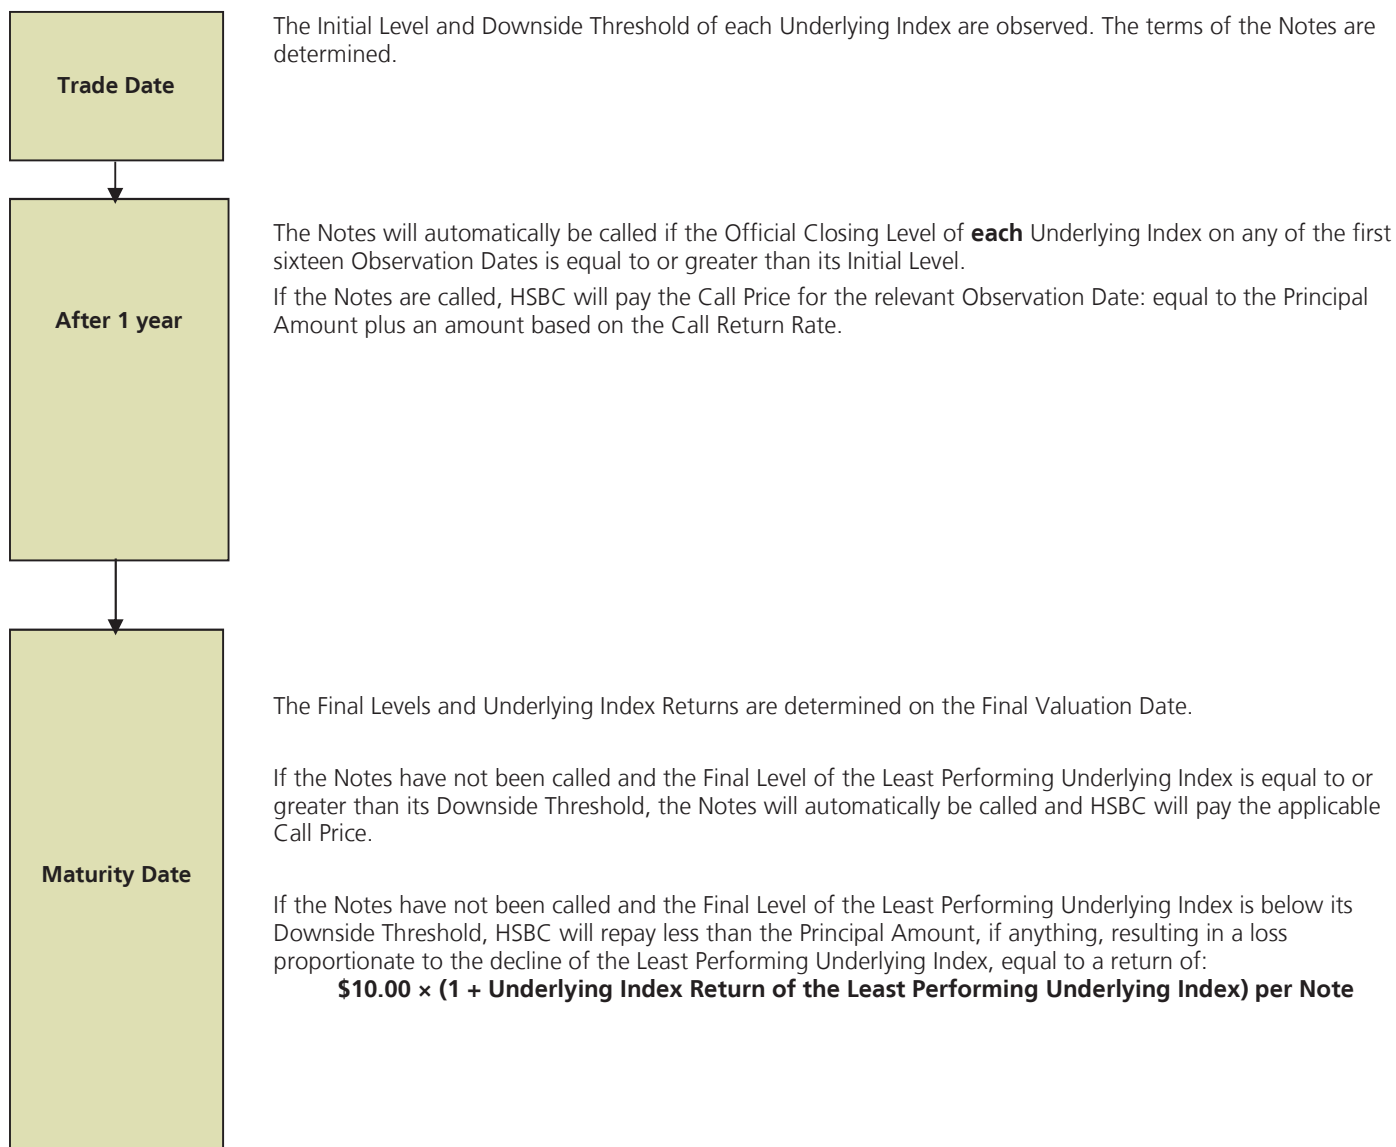 Trade Date
The Initial Level and Downside Threshold of each Underlying Index are observed. The terms of the Notes are
determined.
After 1 year
The Notes will automatically be called if the Official Closing Level of each Underlying Index on any of the first
sixteen Observation Dates is equal to or greater than its Initial Level.
If the Notes are called, HSBC will pay the Call Price for the relevant Observation Date: equal to the Principal
Amount plus an amount based on the Call Return Rate.
Maturity Date
The Final Levels and Underlying Index Returns are determined on the Final Valuation Date.
If the Notes have not been called and the Final Level of the Least Performing Underlying Index is equal to or
greater than its Downside Threshold, the Notes will automatically be called and HSBC will pay the applicable
Call Price.
If the Notes have not been called and the Final Level of the Least Performing Underlying Index is below its
Downside Threshold, HSBC will repay less than the Principal Amount, if anything, resulting in a loss
proportionate to the decline of the Least Performing Underlying Index, equal to a return of:
$10.00 × (1 + Underlying Index Return of the Least Performing Underlying Index) per Note